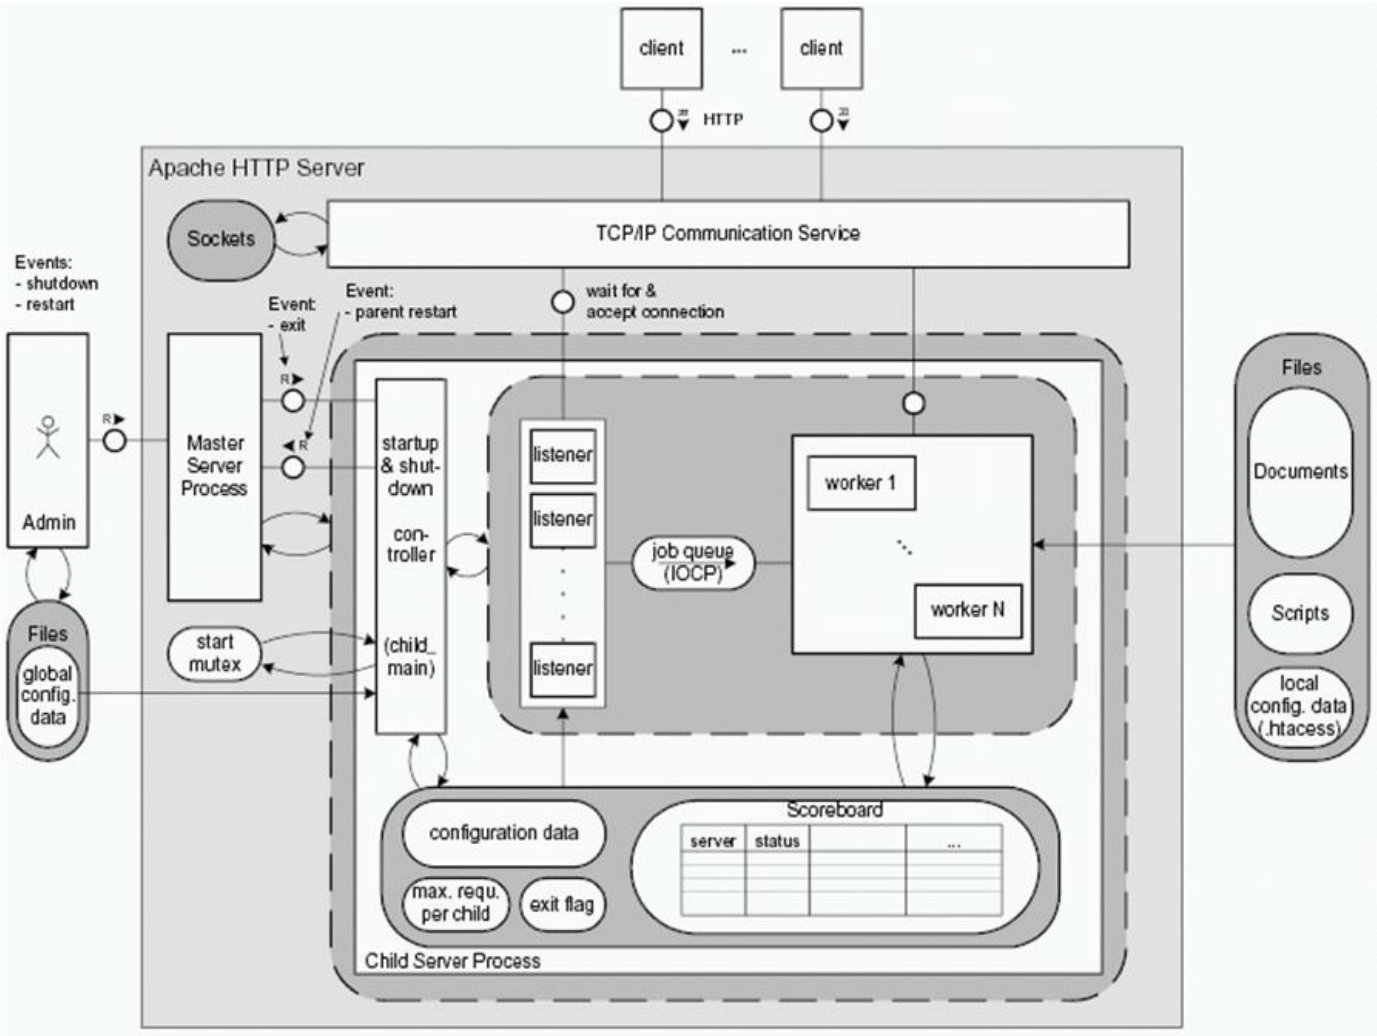 client
...
client
HTTP
Apache HTTP Server
Sockets
TCP/IP Communication Service
Events:
- shutdown
- restart
Event:
- exit
Event:
- parent restart
wait for &
accept connection
R
R
R
Admin
Master
Server
Process
startup
& shut-
down
con-
troller
(child_
main)
listener
listener
listener
job queue
(IOCP)
worker 1
worker N
Files
Documents
Scripts
local
config. data
(.htacess)
Files
global
config.
data
start
mutex
configuration data
max. requ.
per child
exit flag
Scoreboard
server
status
...
Child Server Process